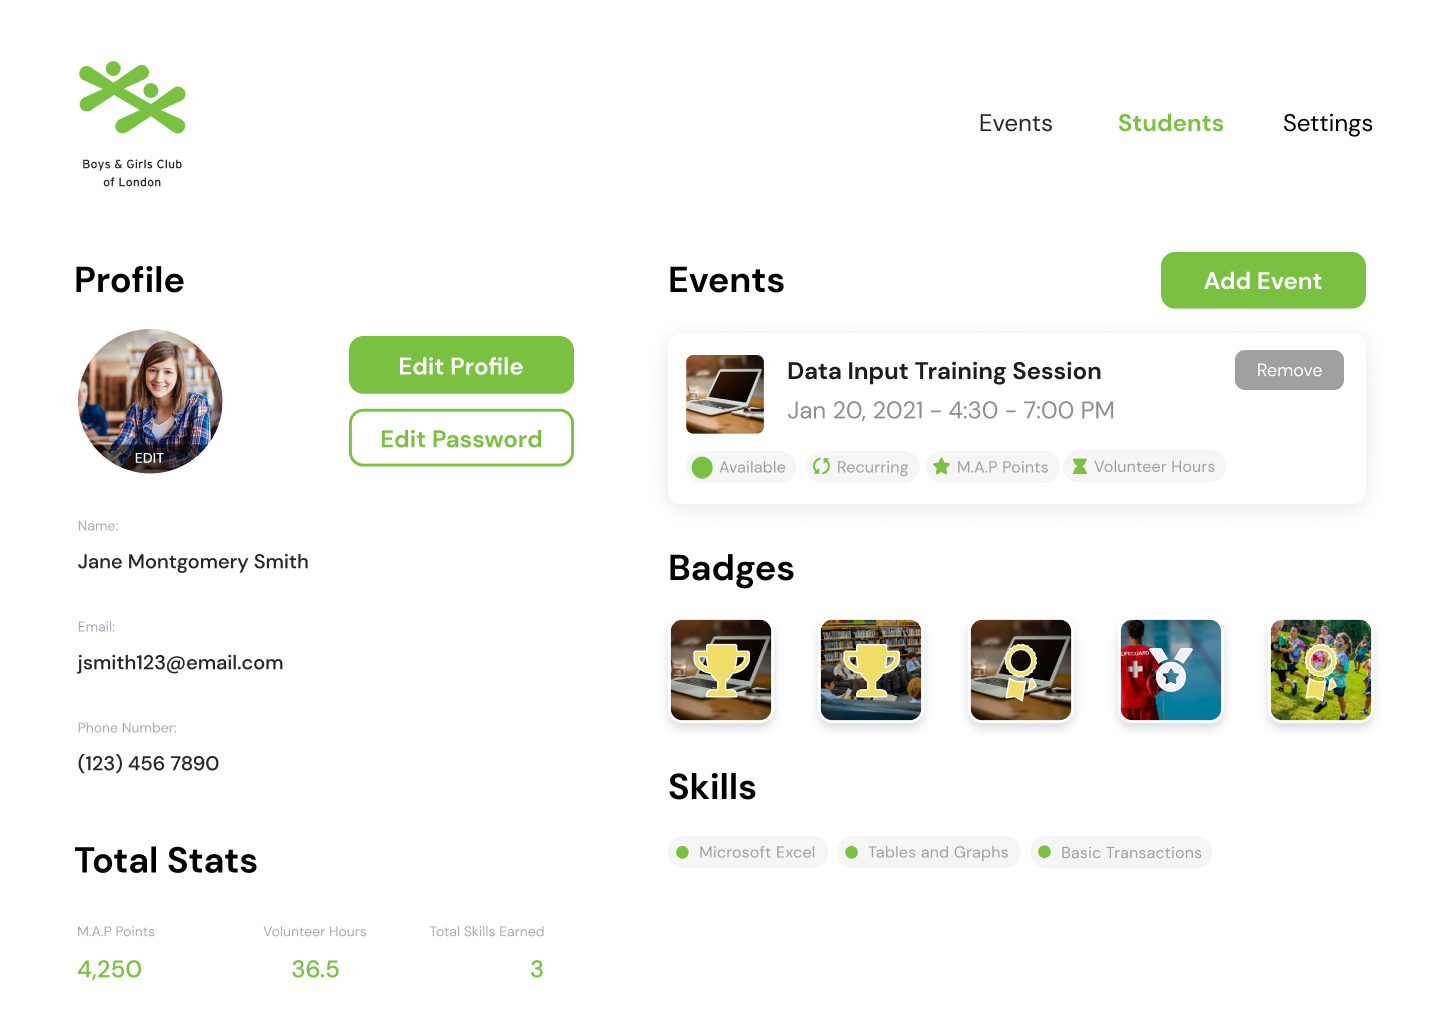 Boys & Girls Club
of London
Events
Students
Settings
Profile
EDIT
Edit Profile
Edit Password
Name:
Jane Montgomery Smith
Email:
jsmith123@email.com
Phone Number:
(123) 456 7890
Total Stats
M.A.P Points
Volunteer Hours
Total Skills Earned
4,250
36.5
3
Events
Add Event
Data Input Training Session
Remove
Jan 20, 2021 - 4:30 - 7:00 PM
Available
Recurring
M.A.P Points
Volunteer Hours
Badges
LIFEGUARD
Skills
Microsoft Excel
Tables and Graphs
Basic Transactions